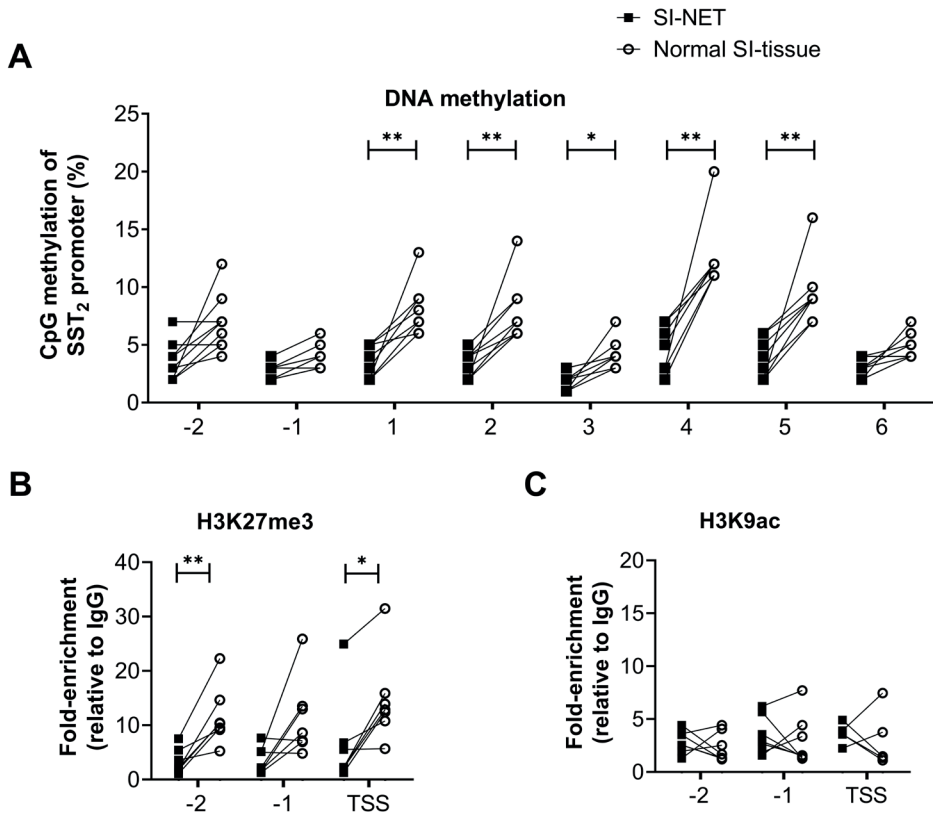 SI-NET
Normal SI-tissue
A
DNA methylation
CpG methylation of
SST₂ promoter (%)
25
20
15
10
5
0
** ** * ** **
-2 -1 1 2 3 4 5 6
B
H3K27me3
Fold-enrichment
(relative to IgG)
40
30
20
10
0
** *
-2 -1 TSS
C
H3K9ac
Fold-enrichment
(relative to IgG)
20
15
10
5
0
-2 -1 TSS